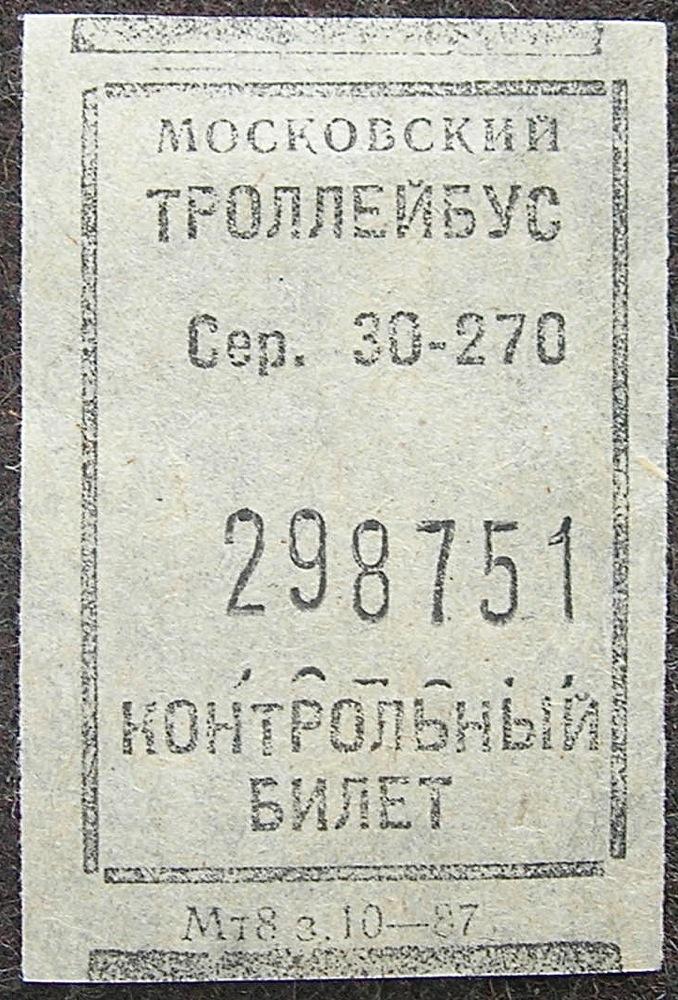 МОСКОВСКИЙ
ТРОЛЛЕЙБУС
Сер. 30-270
298751
КОНТРОЛЬНЫЙ
БИЛЕТ
Мт8 з. 10—87